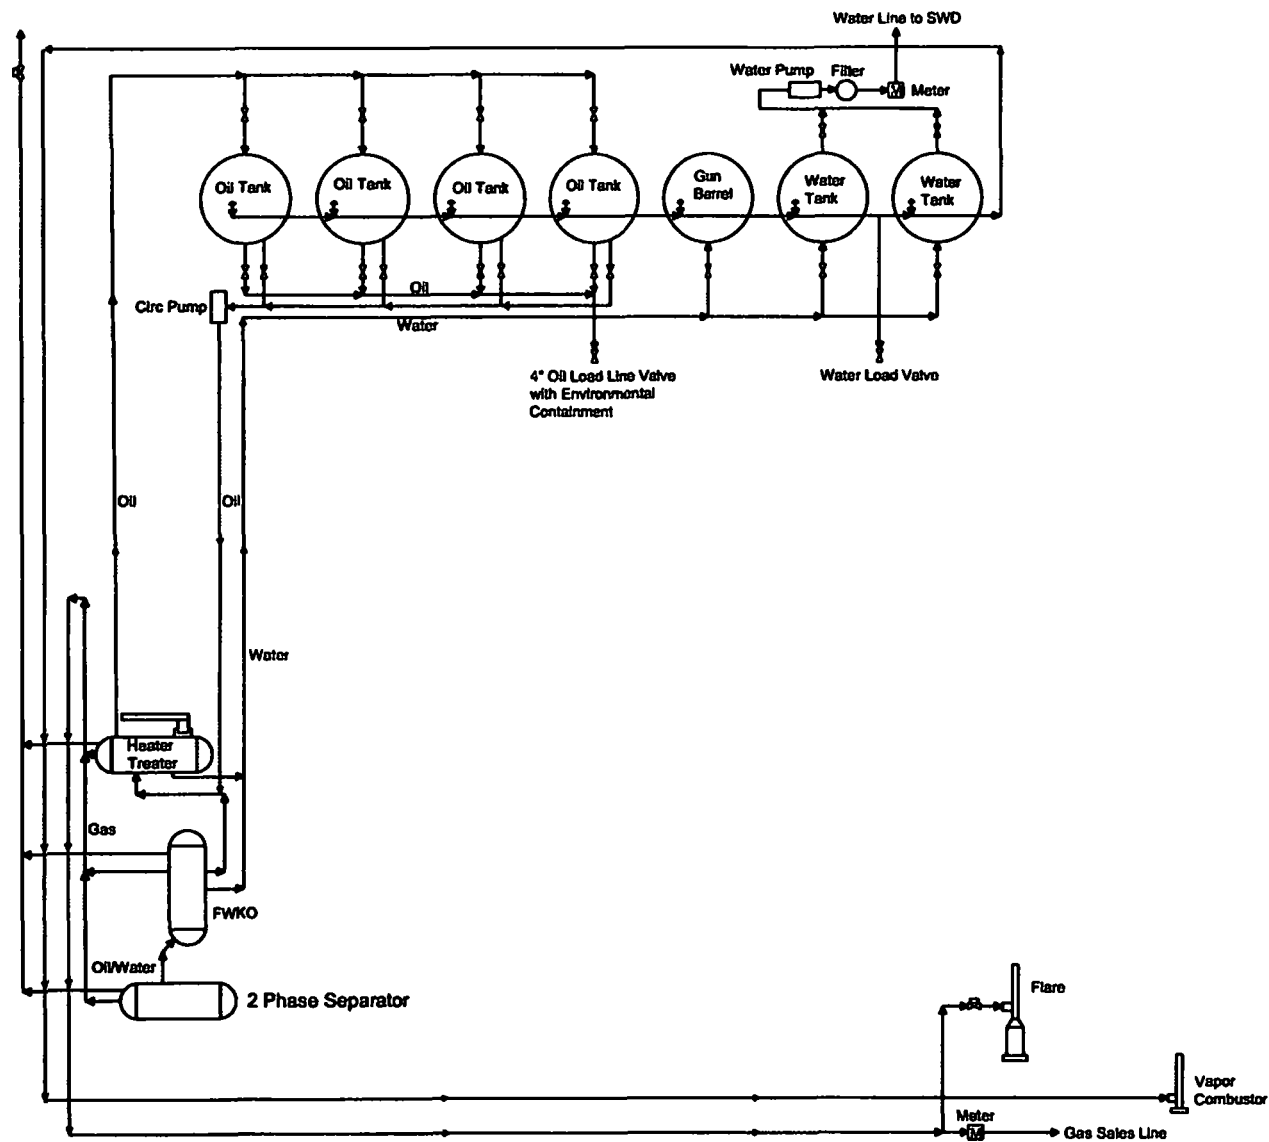 Water Line to SWD
Water Pump
Filter
Meter
Oil Tank
Oil Tank
Oil Tank
Oil Tank
Gun
Barrel
Water
Tank
Water
Tank
Oil
Circ Pump
Water
4" Oil Load Line Valve
with Environmental
Containment
Water Load Valve
Oil
Oil
Water
Heater
Treater
Gas
FWKO
Oil/Water
2 Phase Separator
Flare
Vapor
Combustor
Meter
M
Gas Sales Line